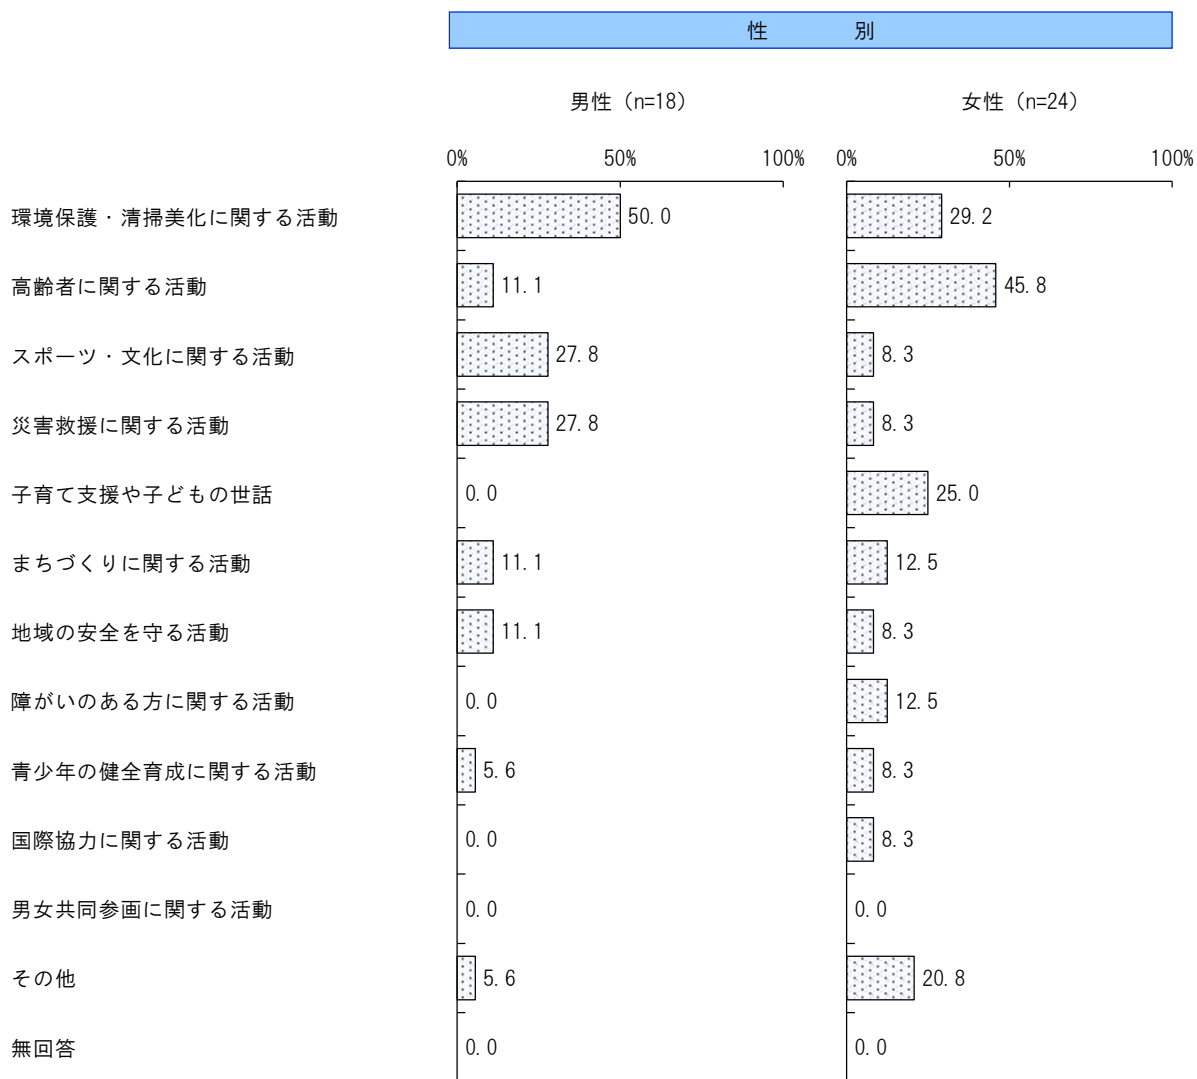 性　別
男性（n=18）　女性（n=24）
0%　50%　100%　0%　50%　100%
環境保護・清掃美化に関する活動　50.0　29.2
高齢者に関する活動　11.1　45.8
スポーツ・文化に関する活動　27.8　8.3
災害救援に関する活動　27.8　8.3
子育て支援や子どもの世話　0.0　25.0
まちづくりに関する活動　11.1　12.5
地域の安全を守る活動　11.1　8.3
障がいのある方に関する活動　0.0　12.5
青少年の健全育成に関する活動　5.6　8.3
国際協力に関する活動　0.0　8.3
男女共同参画に関する活動　0.0　0.0
その他　5.6　20.8
無回答　0.0　0.0